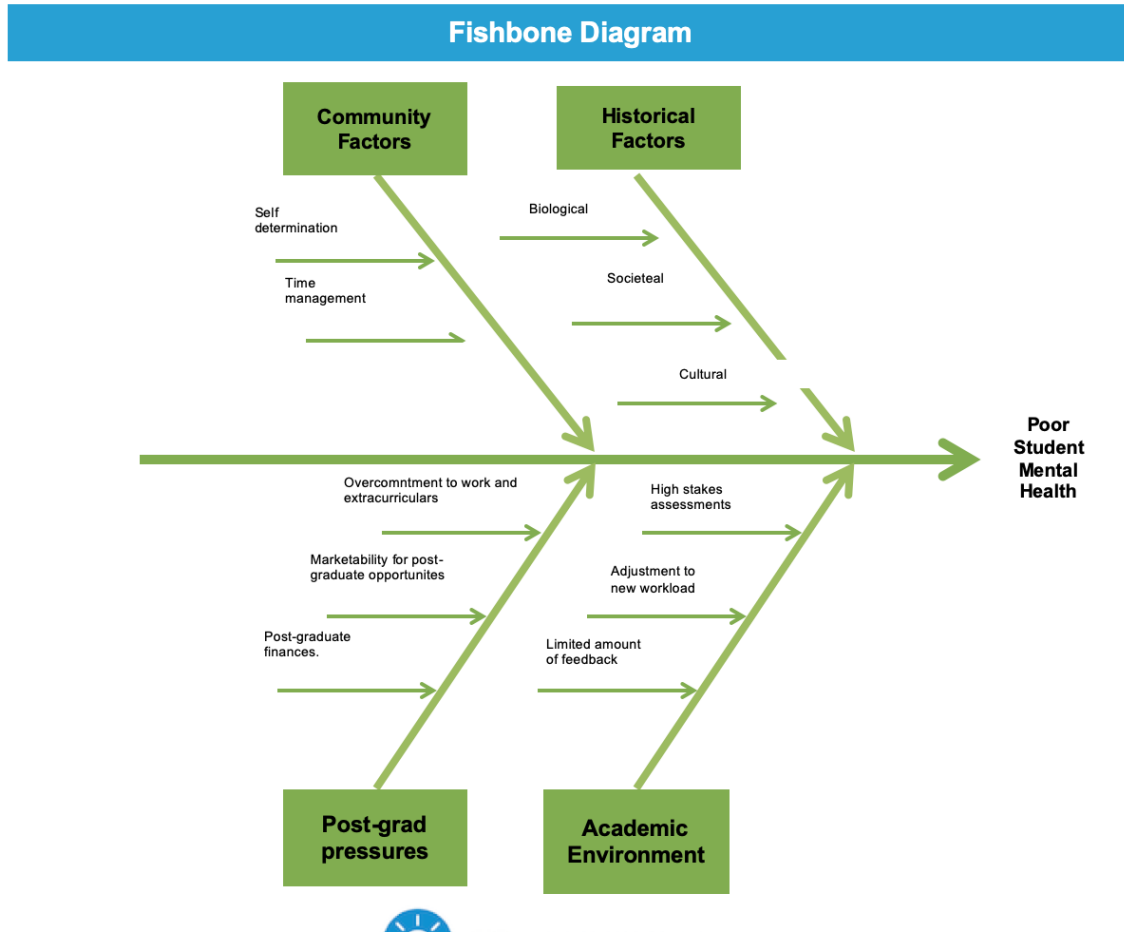 Fishbone Diagram
Community
Factors
Historical
Factors
Self
determination
Biological
Time
management
Societeal
Cultural
Poor
Student
Mental
Health
Overcomntment to work and
extracurriculars
High stakes
assessments
Marketability for post-
graduate opportunites
Adjustment to
new workload
Post-graduate
finances.
Limited amount
of feedback
Post-grad
pressures
Academic
Environment